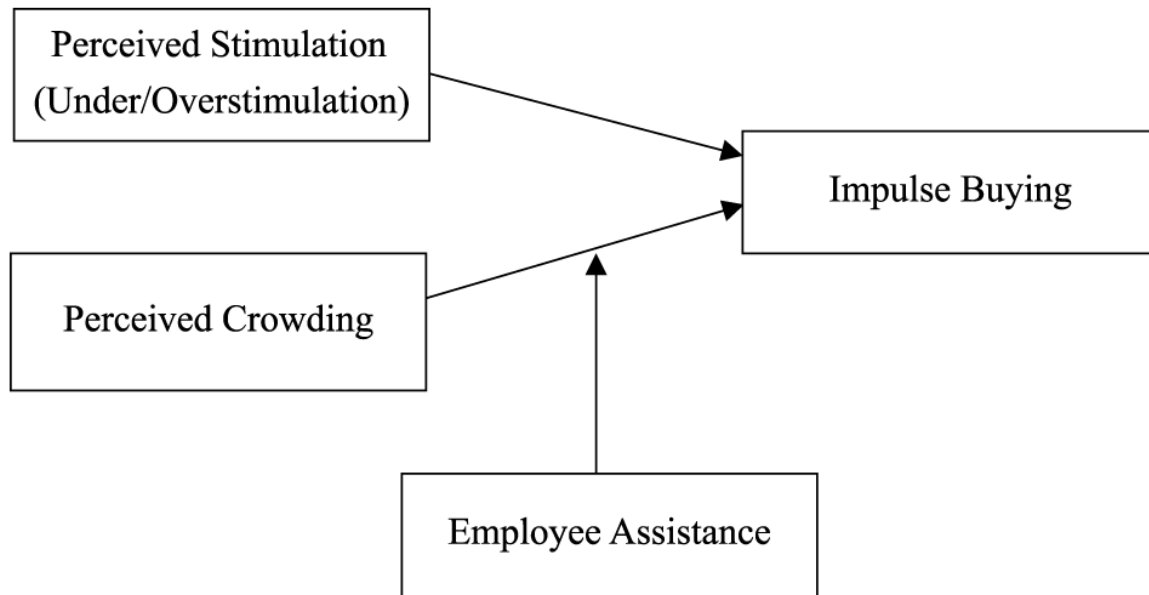 Perceived Stimulation
(Under/Overstimulation)
Impulse Buying
Perceived Crowding
Employee Assistance